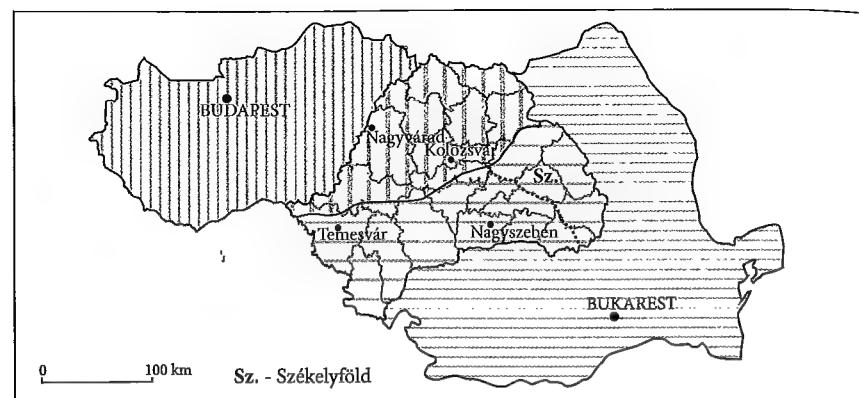 BUDAPEST
Nagyvárad
Kolozsvár
Sz.
Temesvár
Nagyszeben
BUKAREST
0 100 km
Sz. - Székelyföld